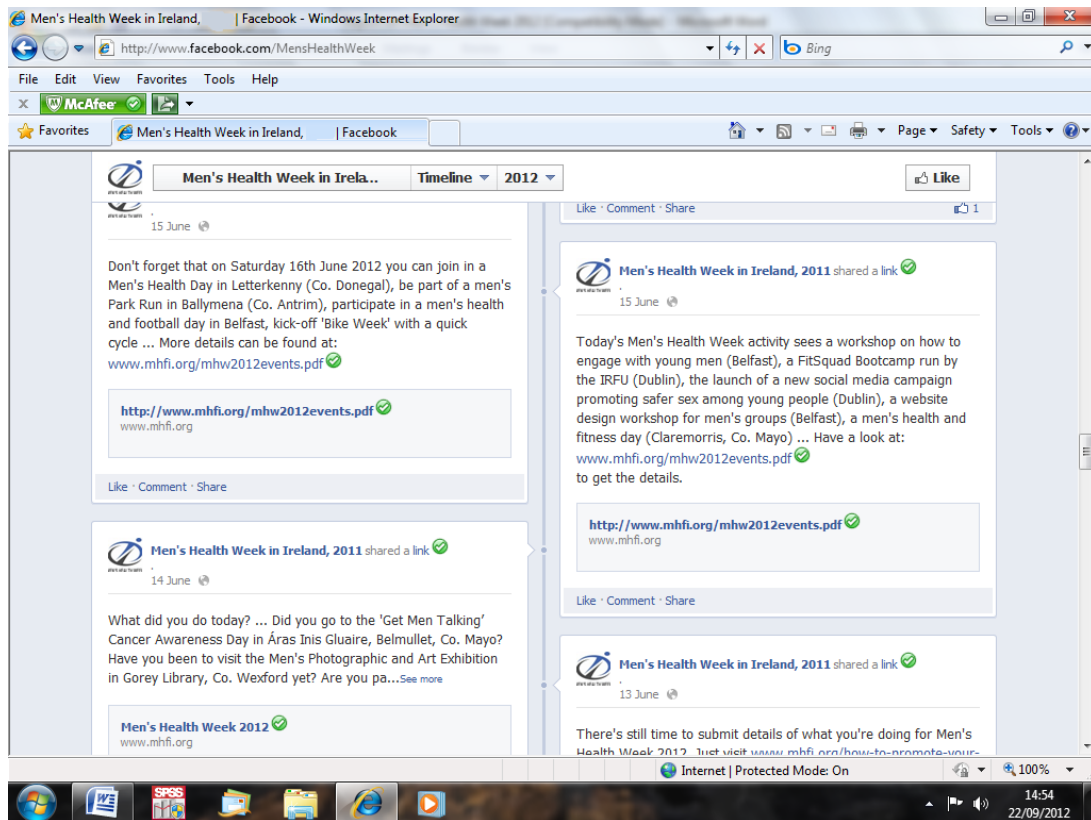 Men's Health Week in Ireland, | Facebook - Windows Internet Explorer
http://www.facebook.com/MensHealthWeek
Bing
File Edit View Favorites Tools Help
x McAfee
Favorites
Men's Health Week in Ireland, | Facebook
Page Safety Tools
Men's Health Week in Irela... Timeline 2012
Like
15 June
Don't forget that on Saturday 16th June 2012 you can join in a
Men's Health Day in Letterkenny (Co. Donegal), be part of a men's
Park Run in Ballymena (Co. Antrim), participate in a men's health
and football day in Belfast, kick-off 'Bike Week' with a quick
cycle ... More details can be found at:
www.mhfi.org/mhw2012events.pdf
http://www.mhfi.org/mhw2012events.pdf
www.mhfi.org
Like · Comment · Share
Men's Health Week in Ireland, 2011 shared a link
.
14 June
What did you do today? ... Did you go to the 'Get Men Talking'
Cancer Awareness Day in Áras Inis Gluaire, Belmullet, Co. Mayo?
Have you been to visit the Men's Photographic and Art Exhibition
in Gorey Library, Co. Wexford yet? Are you pa...See more
Men's Health Week 2012
www.mhfi.org
Like · Comment · Share 1
Men's Health Week in Ireland, 2011 shared a link
.
15 June
Today's Men's Health Week activity sees a workshop on how to
engage with young men (Belfast), a FitSquad Bootcamp run by
the IRFU (Dublin), the launch of a new social media campaign
promoting safer sex among young people (Dublin), a website
design workshop for men's groups (Belfast), a men's health and
fitness day (Claremorris, Co. Mayo) ... Have a look at:
www.mhfi.org/mhw2012events.pdf
to get the details.
http://www.mhfi.org/mhw2012events.pdf
www.mhfi.org
Like · Comment · Share
Men's Health Week in Ireland, 2011 shared a link
.
13 June
There's still time to submit details of what you're doing for Men's
Health Week 2012. Just visit www.mhfi.org/how-to-promote-your-
Internet | Protected Mode: On
100%
SPSS
14:54
22/09/2012